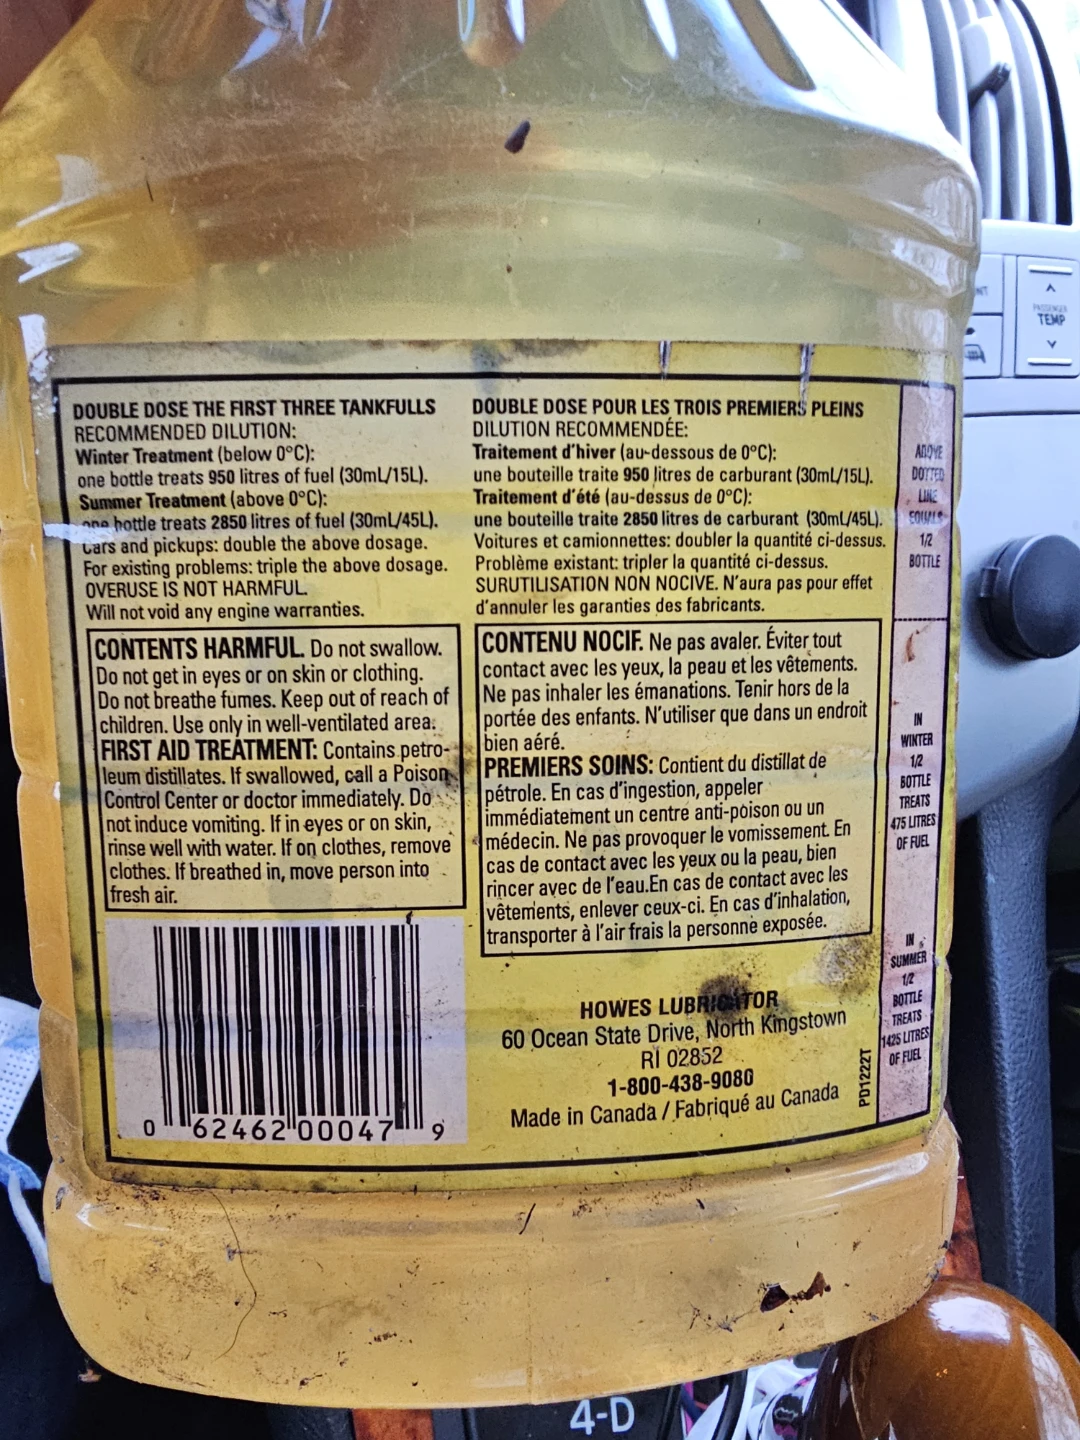 DOUBLE DOSE THE FIRST THREE TANKFULLS
RECOMMENDED DILUTION:
Winter Treatment (below 0°C):
one bottle treats 950 litres of fuel (30mL/15L).
Summer Treatment (above 0°C):
one bottle treats 2850 litres of fuel (30mL/45L).
Cars and pickups: double the above dosage.
For existing problems: triple the above dosage.
OVERUSE IS NOT HARMFUL.
Will not void any engine warranties.
CONTENTS HARMFUL. Do not swallow.
Do not get in eyes or on skin or clothing.
Do not breathe fumes. Keep out of reach of
children. Use only in well-ventilated area.
FIRST AID TREATMENT: Contains petro-
leum distillates. If swallowed, call a Poison
Control Center or doctor immediately. Do
not induce vomiting. If in eyes or on skin,
rinse well with water. If on clothes, remove
clothes. If breathed in, move person into
fresh air.
0 62462 00047 9
DOUBLE DOSE POUR LES TROIS PREMIERS PLEINS
DILUTION RECOMMENDÉE:
Traitement d'hiver (au-dessous de 0°C):
une bouteille traite 950 litres de carburant (30mL/15L).
Traitement d'été (au-dessus de 0°C):
une bouteille traite 2850 litres de carburant (30mL/45L).
Voitures et camionnettes: doubler la quantité ci-dessus.
Problème existant: tripler la quantité ci-dessus.
SURUTILISATION NON NOCIVE. N'aura pas pour effet
d'annuler les garanties des fabricants.
CONTENU NOCIF. Ne pas avaler. Éviter tout
contact avec les yeux, la peau et les vêtements.
Ne pas inhaler les émanations. Tenir hors de la
portée des enfants. N'utiliser que dans un endroit
bien aéré.
PREMIERS SOINS: Contient du distillat de
pétrole. En cas d'ingestion, appeler
immédiatement un centre anti-poison ou un
médecin. Ne pas provoquer le vomissement. En
cas de contact avec les yeux ou la peau, bien
rincer avec de l'eau.En cas de contact avec les
vêtements, enlever ceux-ci. En cas d'inhalation,
transporter à l'air frais la personne exposée.
HOWES LUBRICATOR
60 Ocean State Drive, North Kingstown
RI 02852
1-800-438-9080
Made in Canada / Fabriqué au Canada
PD1222T
ABOVE
DOTTED
LINE
EQUALS
1/2
BOTTLE
IN
WINTER
1/2
BOTTLE
TREATS
475 LITRES
OF FUEL
IN
SUMMER
1/2
BOTTLE
TREATS
1425 LITRES
OF FUEL
PASSENGER
TEMP
4-D